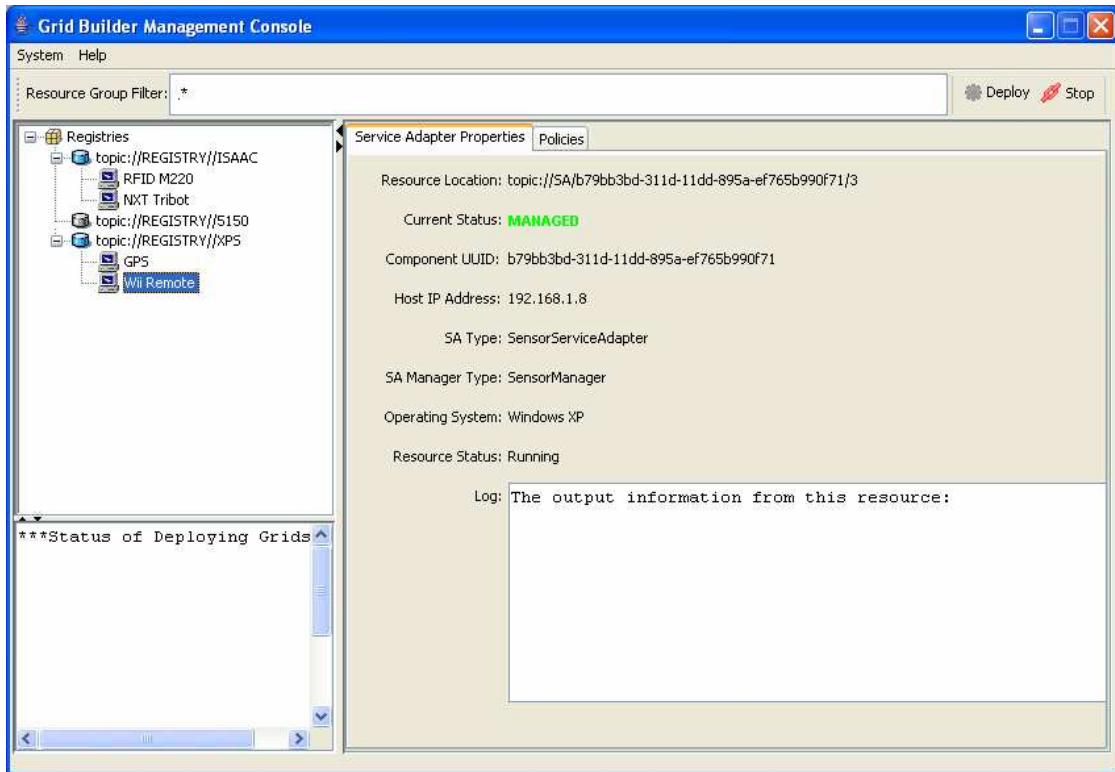 Grid Builder Management Console
System Help
Resource Group Filter: .*
Deploy Stop
Registries
topic://REGISTRY//ISAAC
RFID M220
NXT Tribot
topic://REGISTRY//5150
topic://REGISTRY//XPS
GPS
Wii Remote
***Status of Deploying Grids
Service Adapter Properties Policies
Resource Location: topic://SA/b79bb3bd-311d-11dd-895a-ef765b990f71/3
Current Status: MANAGED
Component UUID: b79bb3bd-311d-11dd-895a-ef765b990f71
Host IP Address: 192.168.1.8
SA Type: SensorServiceAdapter
SA Manager Type: SensorManager
Operating System: Windows XP
Resource Status: Running
Log: The output information from this resource: